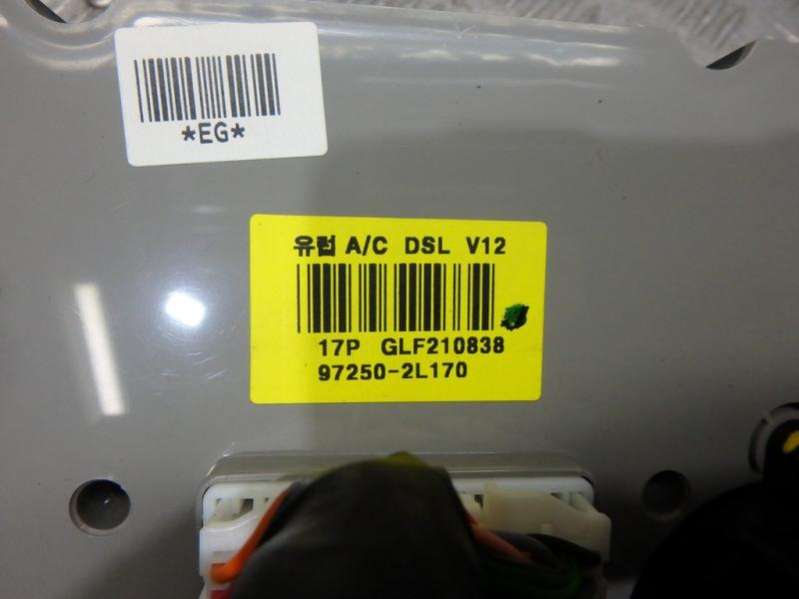 *EG*
유럽 A/C DSL V12
17P GLF210838
97250-2L170